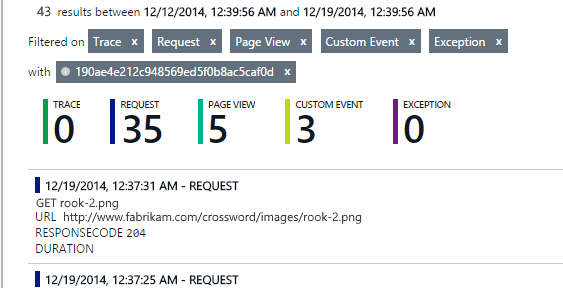 43 results between 12/12/2014, 12:39:56 AM and 12/19/2014, 12:39:56 AM
Filtered on Trace x Request x Page View x Custom Event x Exception x
with 190ae4e212c948569ed5f0b8ac5caf0d x
TRACE REQUEST PAGE VIEW CUSTOM EVENT EXCEPTION
0 35 5 3 0
12/19/2014, 12:37:31 AM - REQUEST
GET rook-2.png
URL http://www.fabrikam.com/crossword/images/rook-2.png
RESPONSECODE 204
DURATION
12/19/2014, 12:37:25 AM - REQUEST